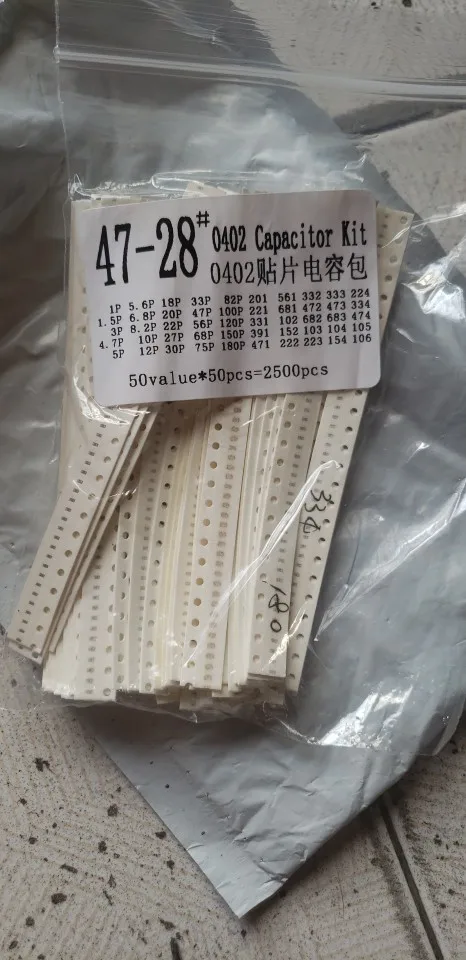 47-28# 0402 Capacitor Kit
0402贴片电容包
1P 5.6P 18P 33P 82P 201 561 332 333 224
1.5P 6.8P 20P 47P 100P 221 681 472 473 334
3P 8.2P 22P 56P 120P 331 102 682 683 474
4.7P 10P 27P 68P 150P 391 152 103 104 105
5P 12P 30P 75P 180P 471 222 223 154 106
50value*50pcs=2500pcs
334
180